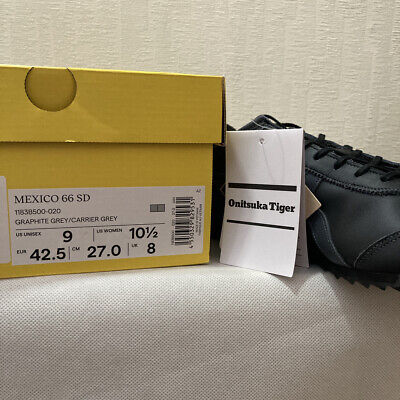 MEXICO 66 SD
1183B500-020
GRAPHITE GREY/CARRIER GREY
US UNISEX 9 US WOMEN 10½
EUR 42.5 CM 27.0 UK 8
Onitsuka Tiger